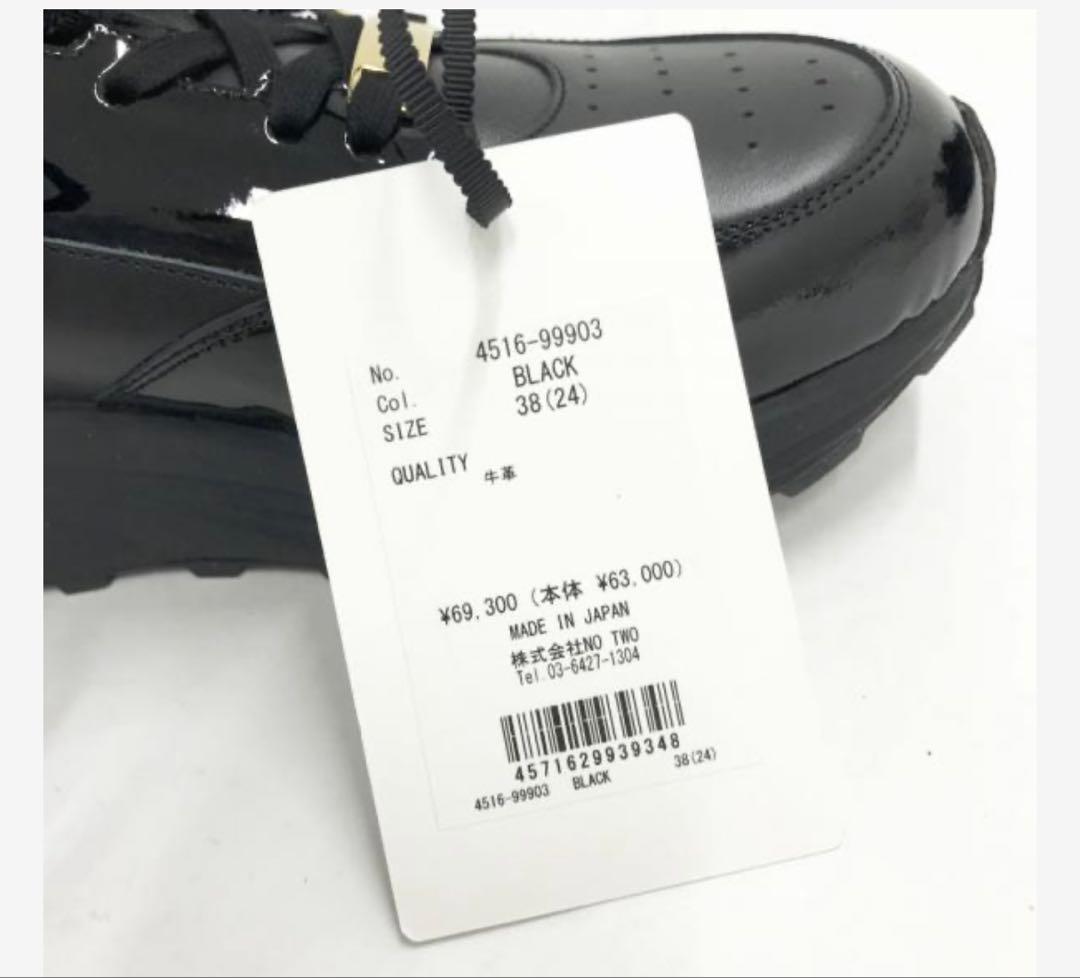 No. 4516-99903
Col. BLACK
SIZE 38(24)
QUALITY 牛革
¥69,300 (本体 ¥63,000)
MADE IN JAPAN
株式会社NO TWO
Tel.03-6427-1304
4571629939348
4516-99903 BLACK 38(24)